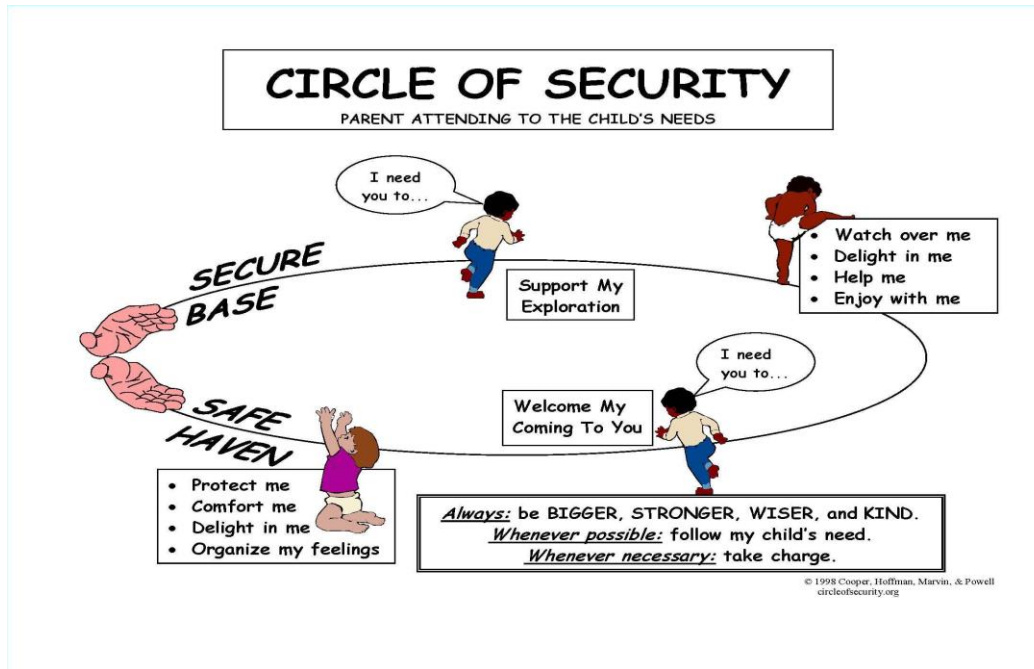 CIRCLE OF SECURITY
PARENT ATTENDING TO THE CHILD'S NEEDS
I need
you to...
SECURE
BASE
Support My
Exploration
• Watch over me
• Delight in me
• Help me
• Enjoy with me
I need
you to...
Welcome My
Coming To You
SAFE
HAVEN
• Protect me
• Comfort me
• Delight in me
• Organize my feelings
Always: be BIGGER, STRONGER, WISER, and KIND.
Whenever possible: follow my child's need.
Whenever necessary: take charge.
© 1998 Cooper, Hoffman, Marvin, & Powell
circleofsecurity.org